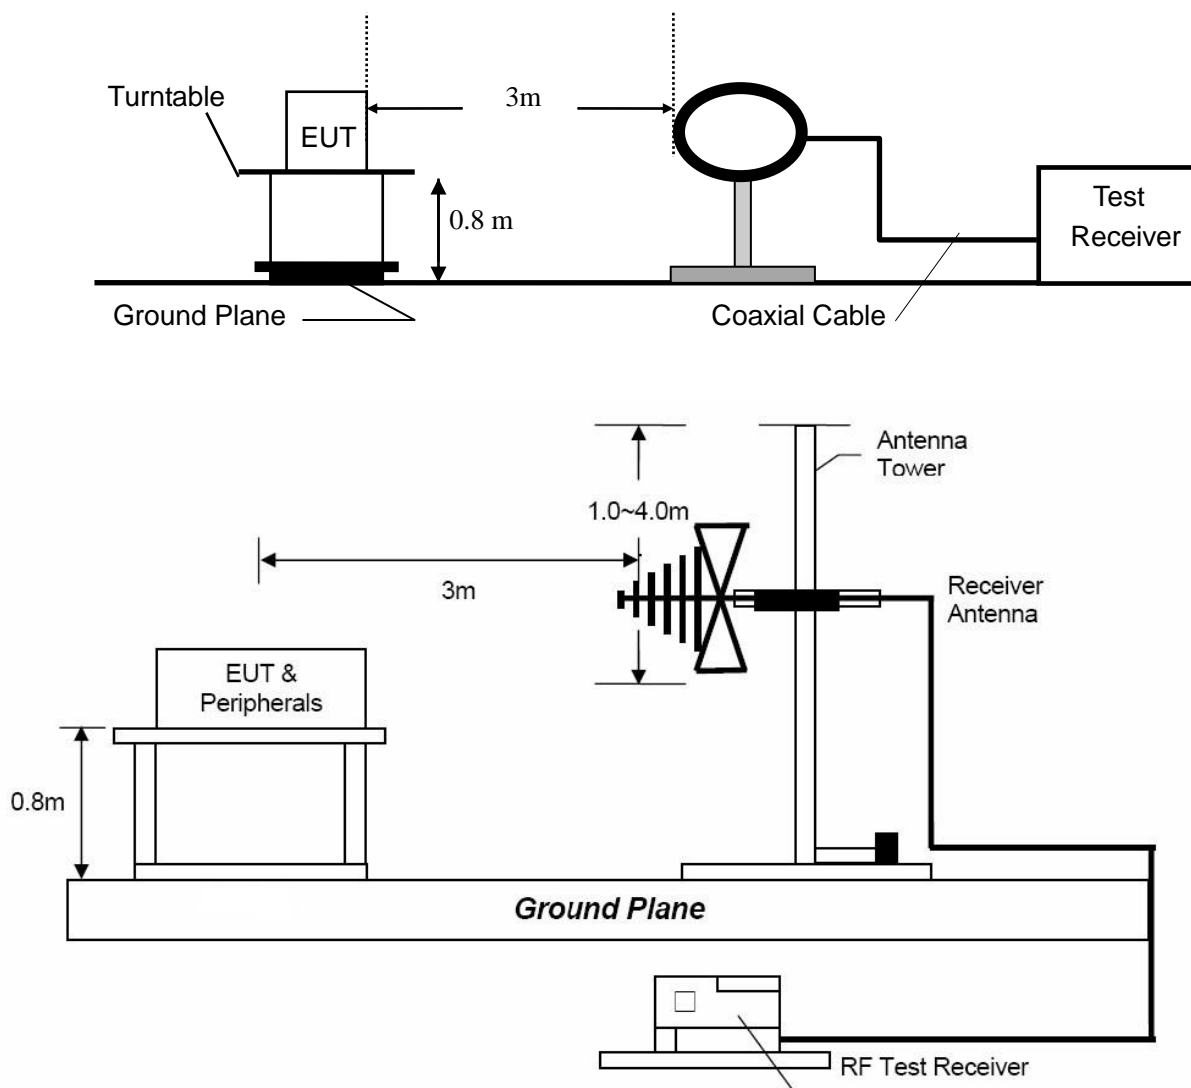 Turntable
3m
EUT
0.8 m
Test
Receiver
Ground Plane
Coaxial Cable
Antenna
Tower
1.0~4.0m
3m
Receiver
Antenna
EUT &
Peripherals
0.8m
Ground Plane
RF Test Receiver